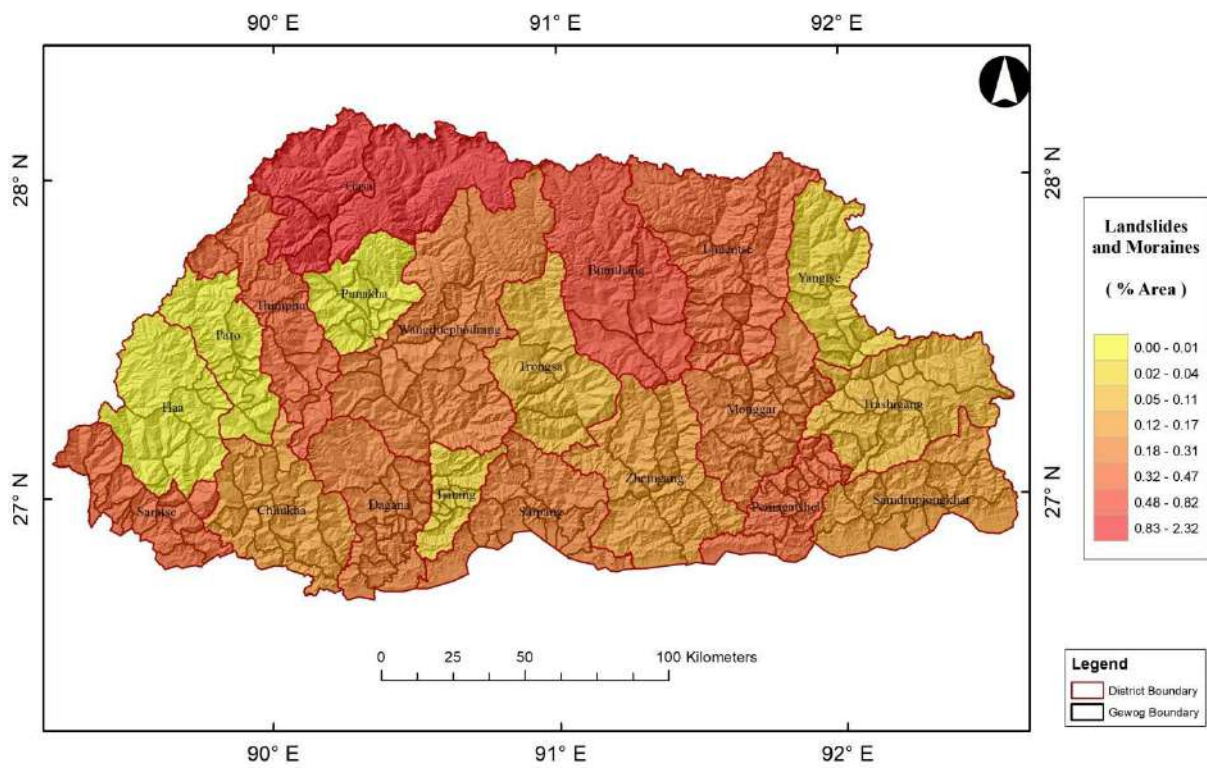 90° E
91° E
92° E
28° N
28° N
Gasa
Landslides
and Moraines
( % Area )
Bumthang
Lhuentse
Yangtse
Punakha
Thimphu
Paro
Wangduephodrang
Trongsa
0.00 - 0.01
0.02 - 0.04
0.05 - 0.11
0.12 - 0.17
0.18 - 0.31
0.32 - 0.47
0.48 - 0.82
0.83 - 2.32
Haa
Monggar
Trashigang
27° N
27° N
Zhemgang
Samtse
Chhukha
Dagana
Tsirang
Sarpang
Pemagatshel
Samdrupjongkhar
0
25
50
100 Kilometers
Legend
District Boundary
Gewog Boundary
90° E
91° E
92° E